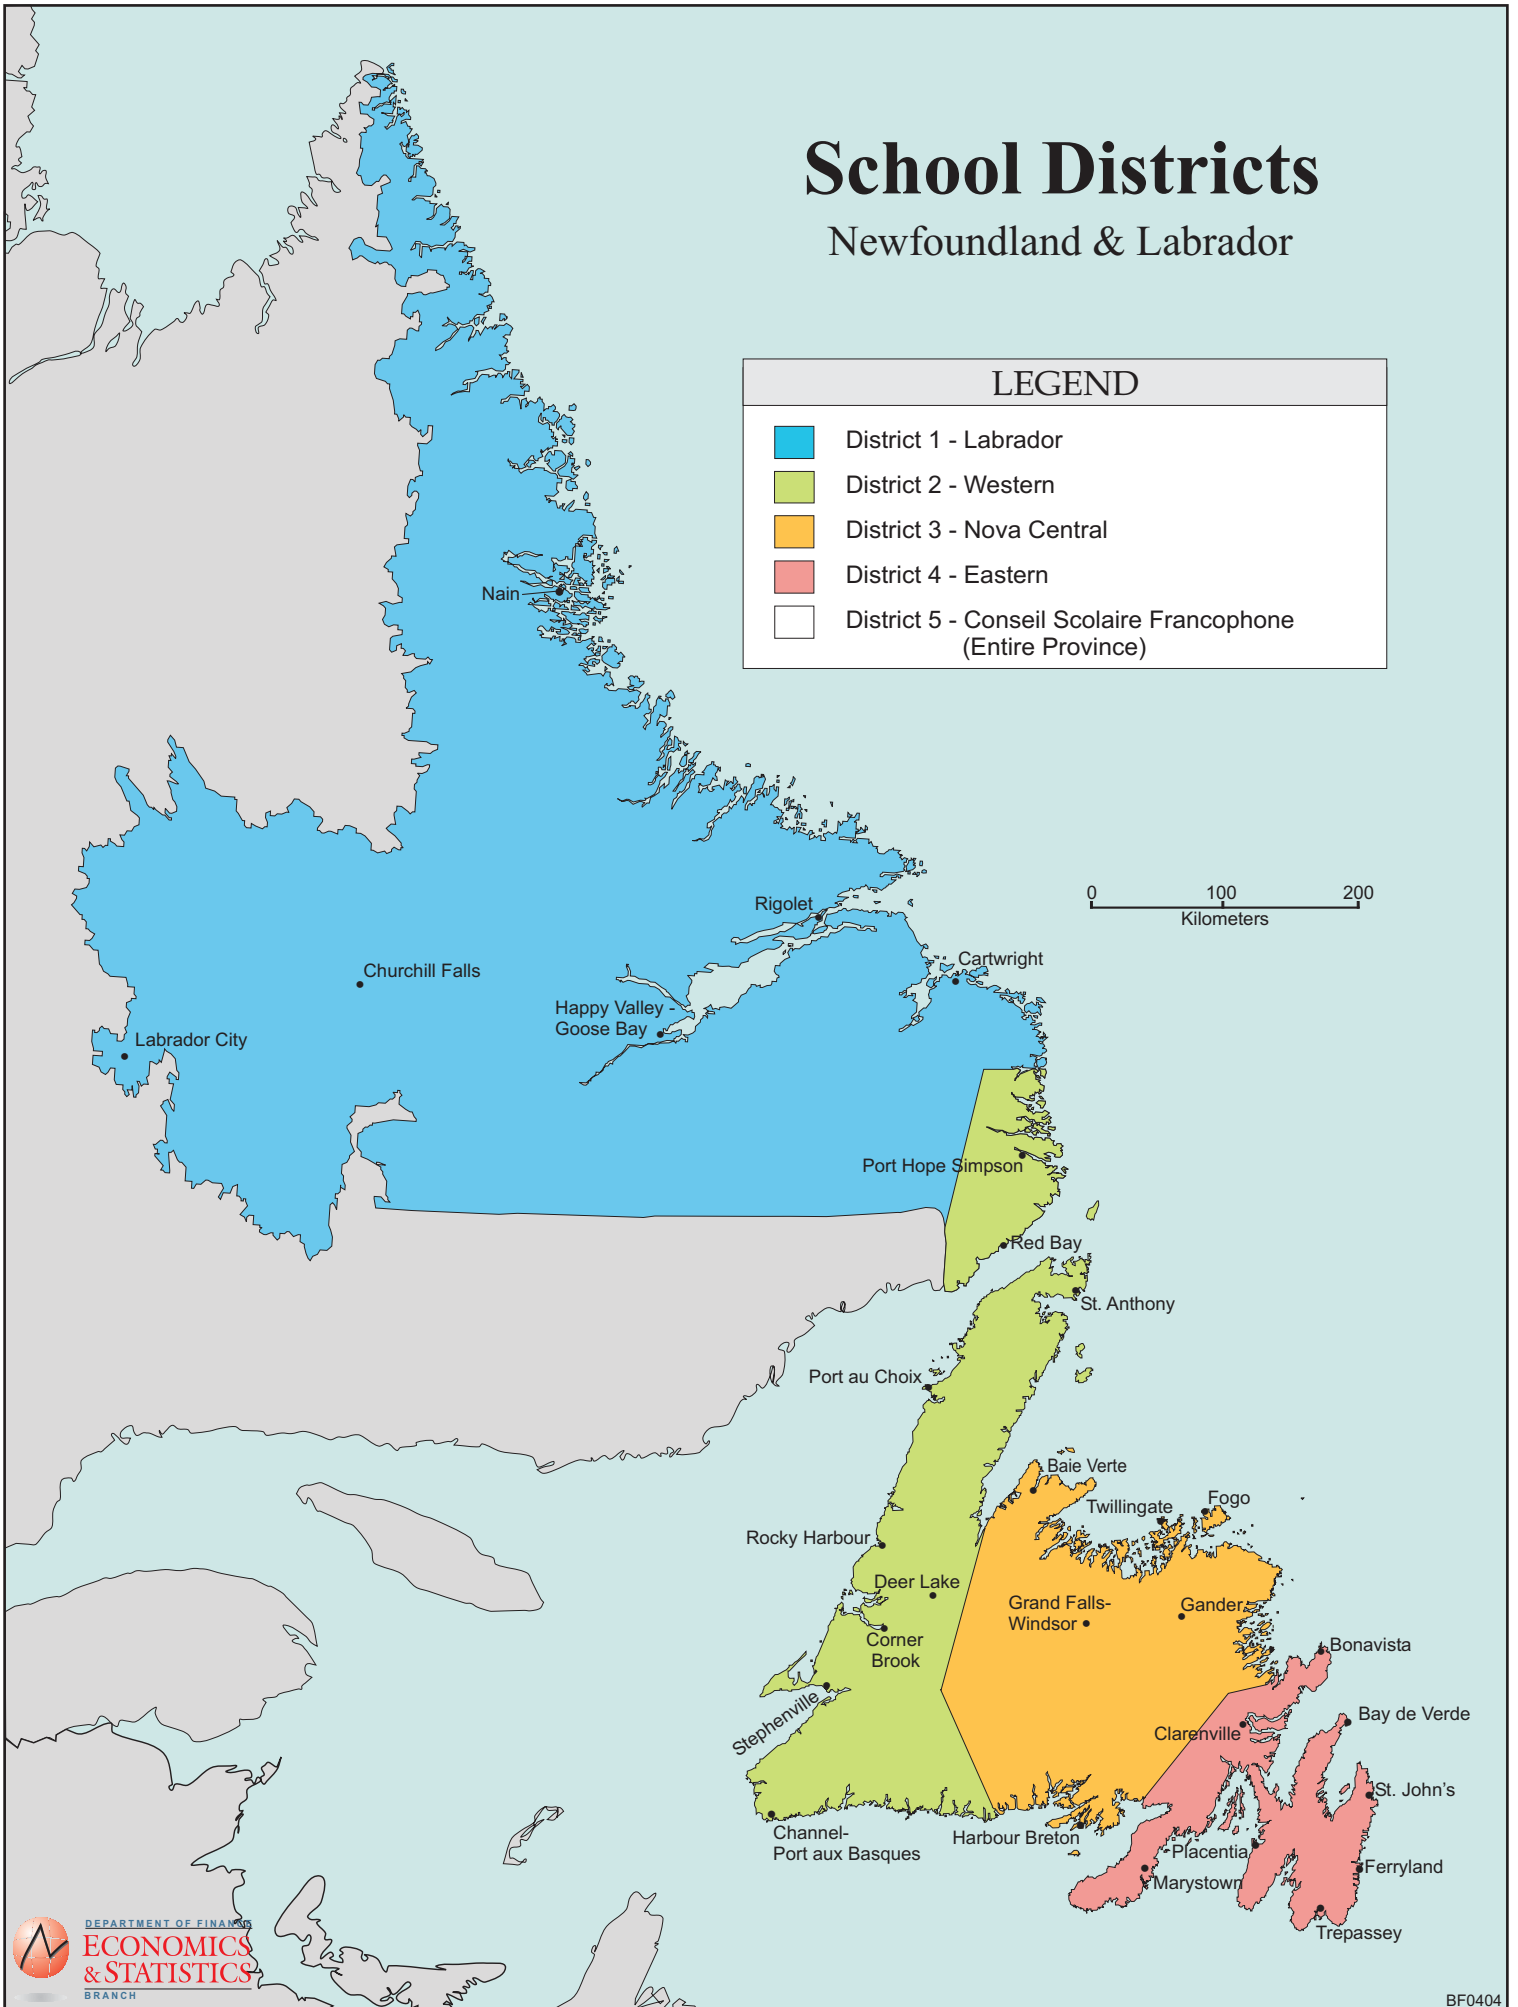 School Districts
Newfoundland & Labrador
LEGEND
District 1 - Labrador
District 2 - Western
District 3 - Nova Central
District 4 - Eastern
District 5 - Conseil Scolaire Francophone
(Entire Province)
Nain
0 100 200
Kilometers
Rigolet
Cartwright
Churchill Falls
Happy Valley -
Goose Bay
Labrador City
Port Hope Simpson
Red Bay
St. Anthony
Port au Choix
Baie Verte
Twillingate
Fogo
Rocky Harbour
Deer Lake
Grand Falls-
Windsor
Gander
Corner
Brook
Bonavista
Stephenville
Clarenville
Bay de Verde
St. John's
Channel-
Port aux Basques
Harbour Breton
Placentia
Marystown
Ferryland
Trepassey
DEPARTMENT OF FINANCE
ECONOMICS
& STATISTICS
BRANCH
BF0404